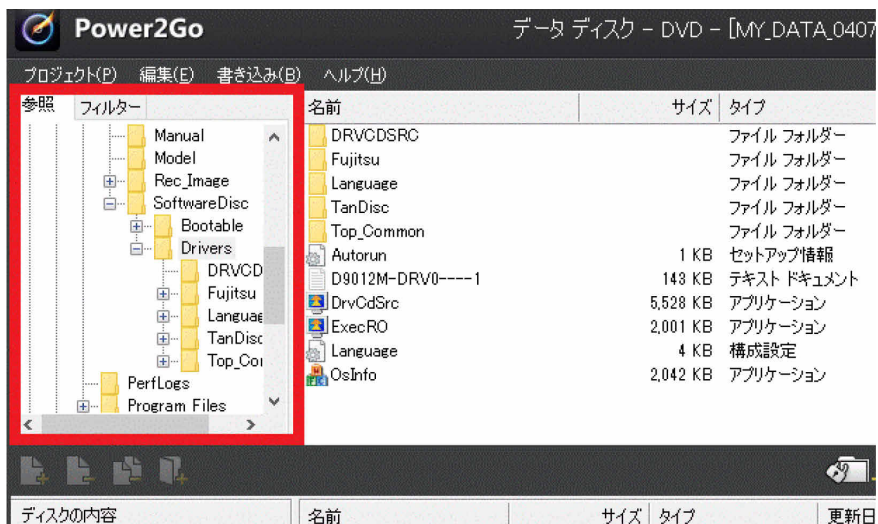 Power2Go データ ディスク - DVD - [MY_DATA_0407
プロジェクト(P) 編集(E) 書き込み(B) ヘルプ(H)
参照 フィルター
Manual
Model
Rec_Image
SoftwareDisc
Bootable
Drivers
DRVCD
Fujitsu
Languag
TanDisc
Top_Cor
PerfLogs
Program Files
名前 サイズ タイプ
DRVCDSRC ファイル フォルダー
Fujitsu ファイル フォルダー
Language ファイル フォルダー
TanDisc ファイル フォルダー
Top_Common ファイル フォルダー
Autorun 1 KB セットアップ情報
D9012M-DRV0----1 143 KB テキスト ドキュメント
DrvCdSrc 5,528 KB アプリケーション
ExecRO 2,001 KB アプリケーション
Language 4 KB 構成設定
OsInfo 2,042 KB アプリケーション
ディスクの内容 名前 サイズ タイプ 更新日